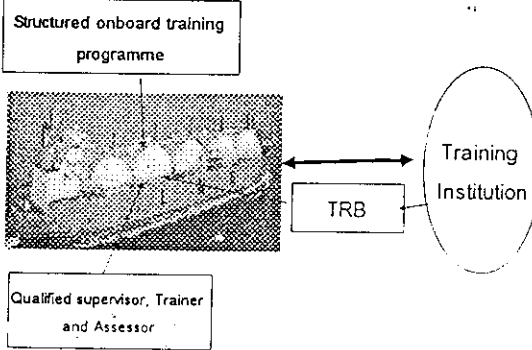 Structured onboard training
programme
Training
Institution
TRB
Qualified supervisor, Trainer
and Assessor